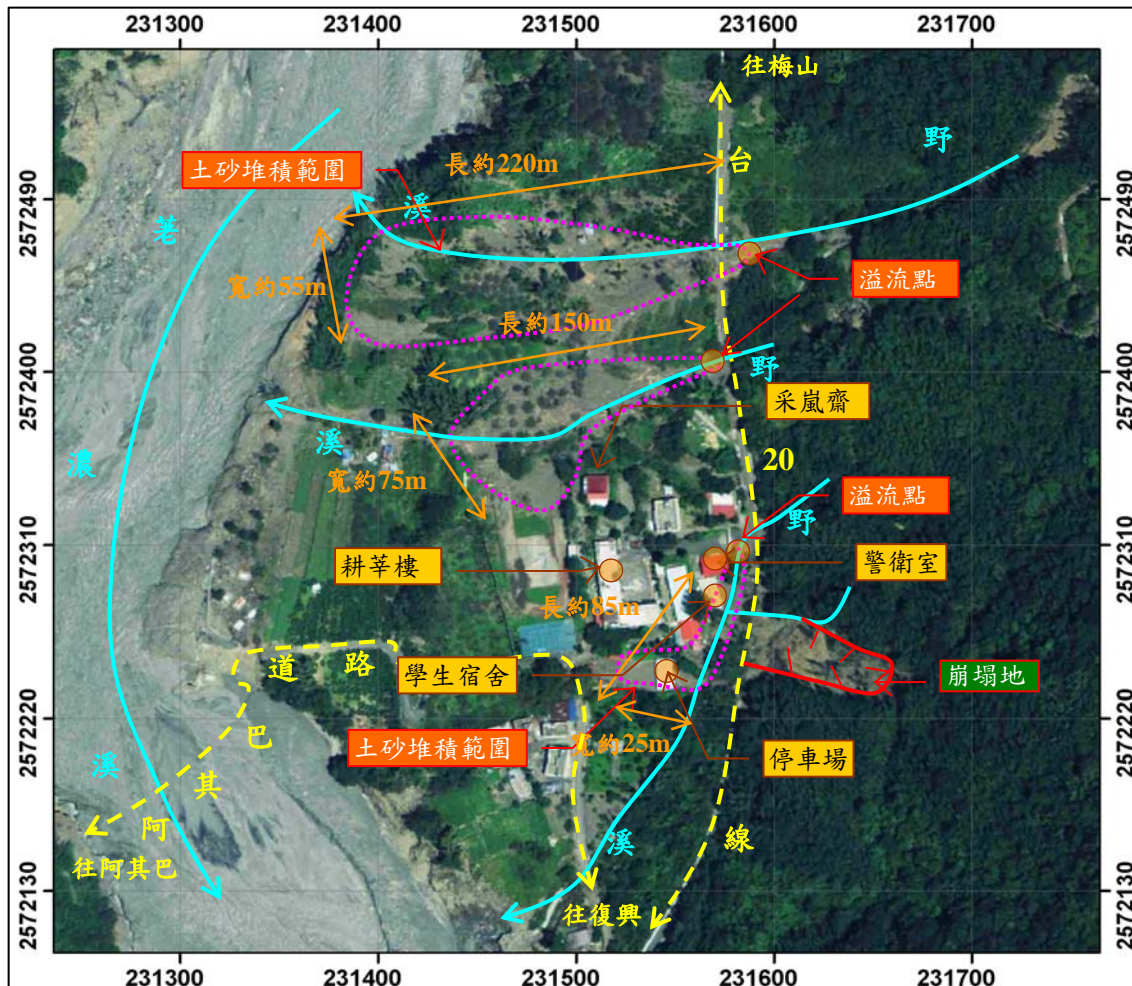 231300 231400 231500 231600 231700
往梅山
野
台
長約220m
土砂堆積範圍
溪
荖
2572490
2572490
溢流點
寬約55m
長約150m
2572400
2572400
野
采嵐齋
溪
20
濃
寬約75m
溢流點
野
2572310
2572310
耕莘樓
警衛室
長約85m
道路
學生宿舍
崩塌地
2572220
2572220
巴
土砂堆積範圍
寬約25m
停車場
溪
其
阿
溪
線
往阿其巴
2572130
2572130
往復興
231300 231400 231500 231600 231700